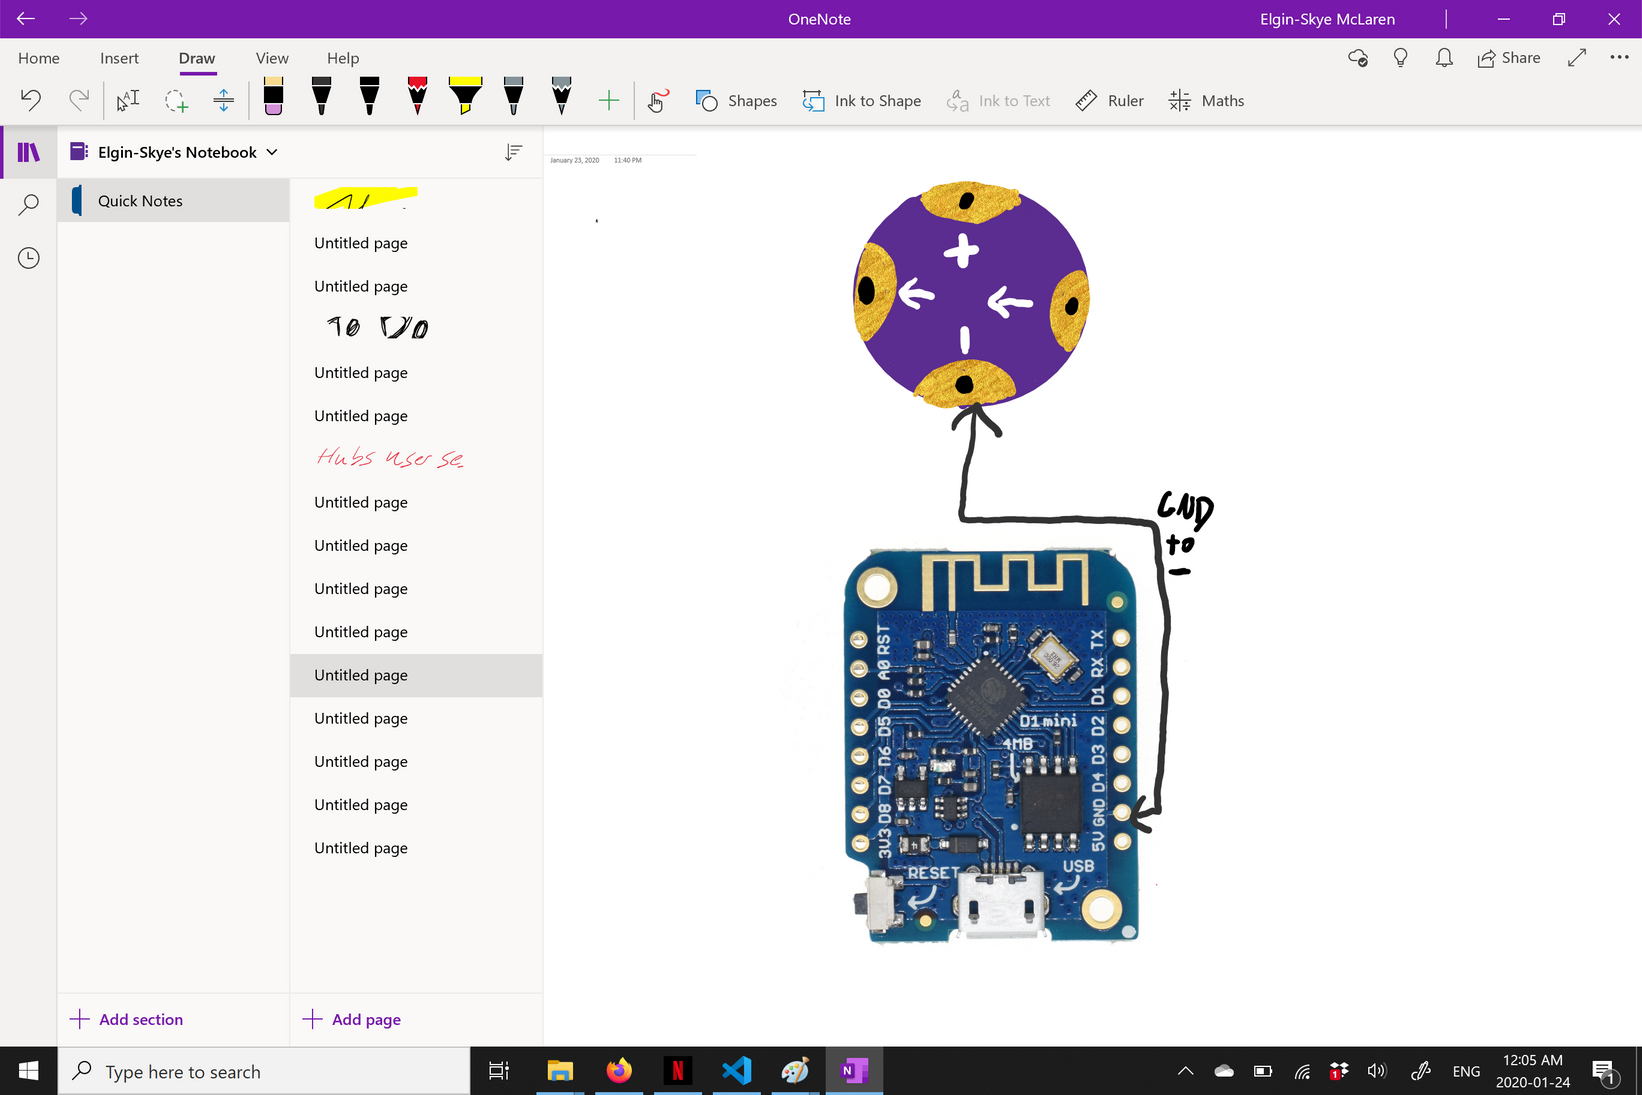 OneNote
Elgin-Skye McLaren
Home Insert Draw View Help
Share
Shapes Ink to Shape Ink to Text Ruler Maths
Elgin-Skye's Notebook
Quick Notes
Untitled page
Untitled page
TO DO
Untitled page
Untitled page
Hubs user se
Untitled page
Untitled page
Untitled page
Untitled page
Untitled page
Untitled page
Untitled page
Untitled page
Untitled page
Add section
Add page
January 23, 2020 11:40 PM
+
-
GND
to
-
RST
A0
D0
D5
D6
D7
D8
3V3
TX
RX
D1
D2
D3
D4
GND
5V
D1 mini
4MB
RESET
USB
Type here to search
N
N
1
ENG
12:05 AM
2020-01-24
1